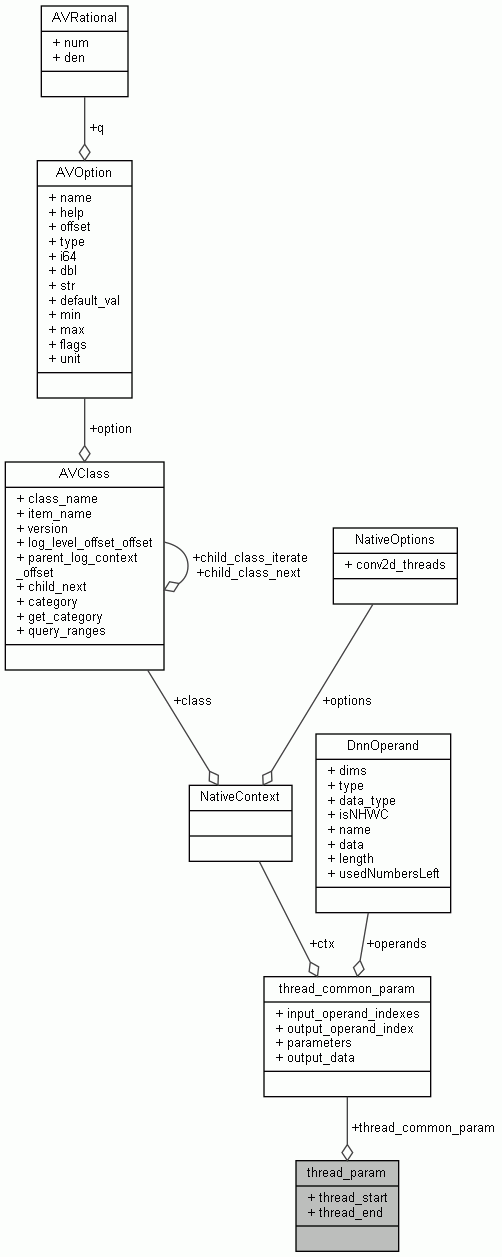 AVRational
+ num
+ den
+q
AVOption
+ name
+ help
+ offset
+ type
+ i64
+ dbl
+ str
+ default_val
+ min
+ max
+ flags
+ unit
+option
AVClass
+ class_name
+ item_name
+ version
+ log_level_offset_offset
+ parent_log_context
_offset
+ child_next
+ category
+ get_category
+ query_ranges
+child_class_iterate
+child_class_next
NativeOptions
+ conv2d_threads
+class
+options
DnnOperand
+ dims
+ type
+ data_type
+ isNHWC
+ name
+ data
+ length
+ usedNumbersLeft
NativeContext
+ctx
+operands
thread_common_param
+ input_operand_indexes
+ output_operand_index
+ parameters
+ output_data
+thread_common_param
thread_param
+ thread_start
+ thread_end